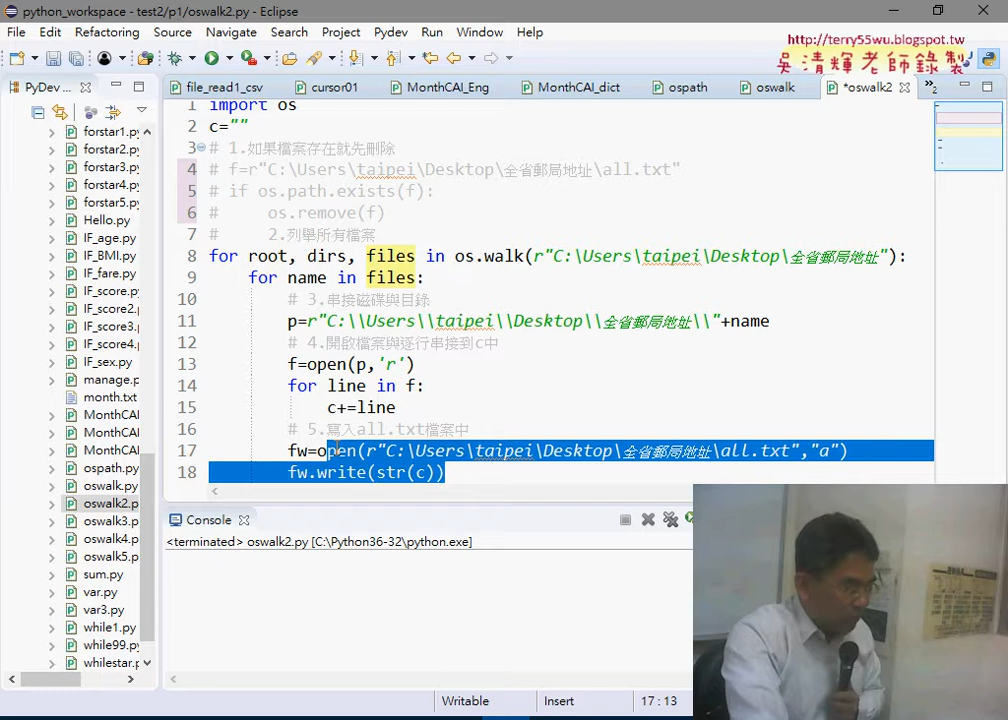 python_workspace - test2/p1/oswalk2.py - Eclipse
File Edit Refactoring Source Navigate Search Project Pydev Run Window Help
http://terry55wu.blogspot.tw
吳清輝老師錄製
PyDev
file_read1_csv
cursor01
MonthCAI_Eng
MonthCAI_dict
ospath
oswalk
*oswalk2
»2
forstar1.py
forstar2.py
forstar3.py
forstar4.py
forstar5.py
Hello.py
IF_age.py
IF_BMI.py
IF_fare.py
IF_score.py
IF_score2.p
IF_score3.p
IF_score4.p
IF_sex.py
manage.py
month.txt
MonthCAI
MonthCAI
MonthCAI
ospath.py
oswalk.py
oswalk2.p
oswalk3.p
oswalk4.p
oswalk5.p
sum.py
var.py
var3.py
while1.py
while99.py
whilestar.p
1 import os
2 c=""
3 # 1.如果檔案存在就先刪除
4 # f=r"C:\Users\taipei\Desktop\全省郵局地址\all.txt"
5 # if os.path.exists(f):
6 #     os.remove(f)
7 #     2.列舉所有檔案
8 for root, dirs, files in os.walk(r"C:\Users\taipei\Desktop\全省郵局地址"):
9     for name in files:
10         # 3.串接磁碟與目錄
11         p=r"C:\\Users\\taipei\\Desktop\\全省郵局地址\\"+name
12         # 4.開啟檔案與逐行串接到c中
13         f=open(p,'r')
14         for line in f:
15             c+=line
16         # 5.寫入all.txt檔案中
17         fw=open(r"C:\Users\taipei\Desktop\全省郵局地址\all.txt","a")
18         fw.write(str(c))
Console
<terminated> oswalk2.py [C:\Python36-32\python.exe]
Writable
Insert
17 : 13